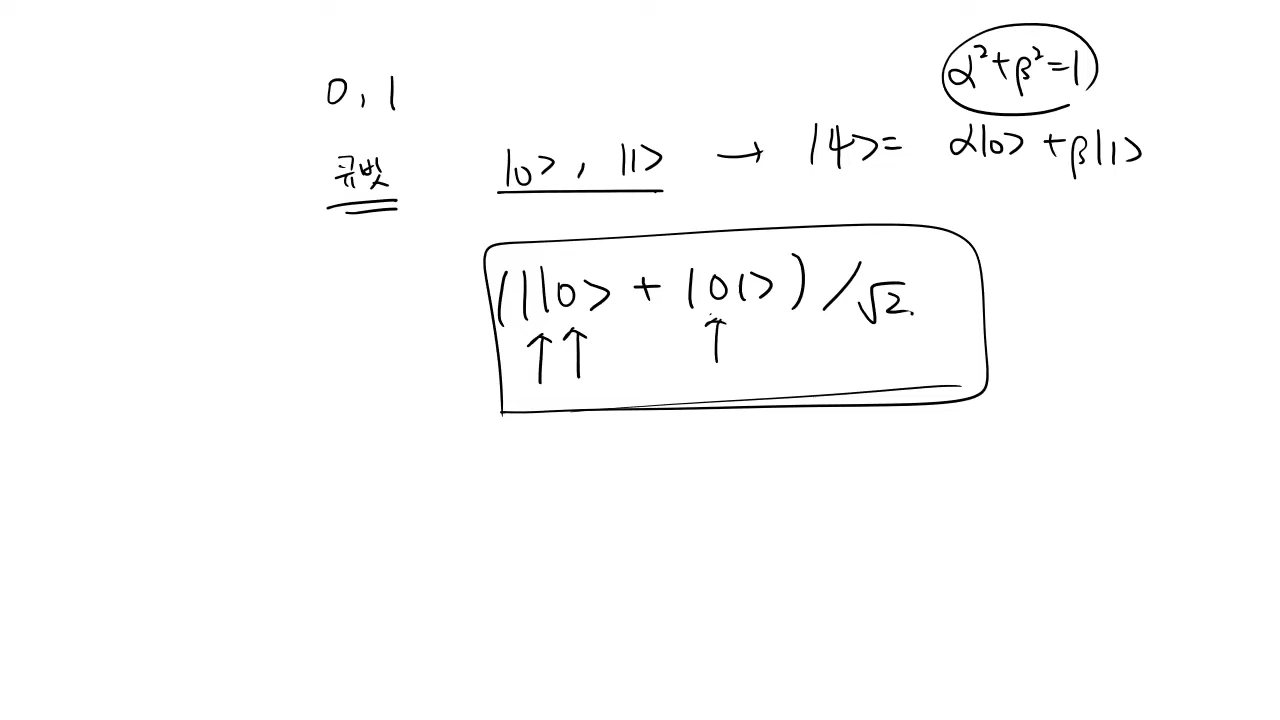 0, 1
α²+β²=1
큐빗 |0>, |1> → |ψ>= α|0> +β|1>
(|10> + |01>)/√2.
↑↑ ↑